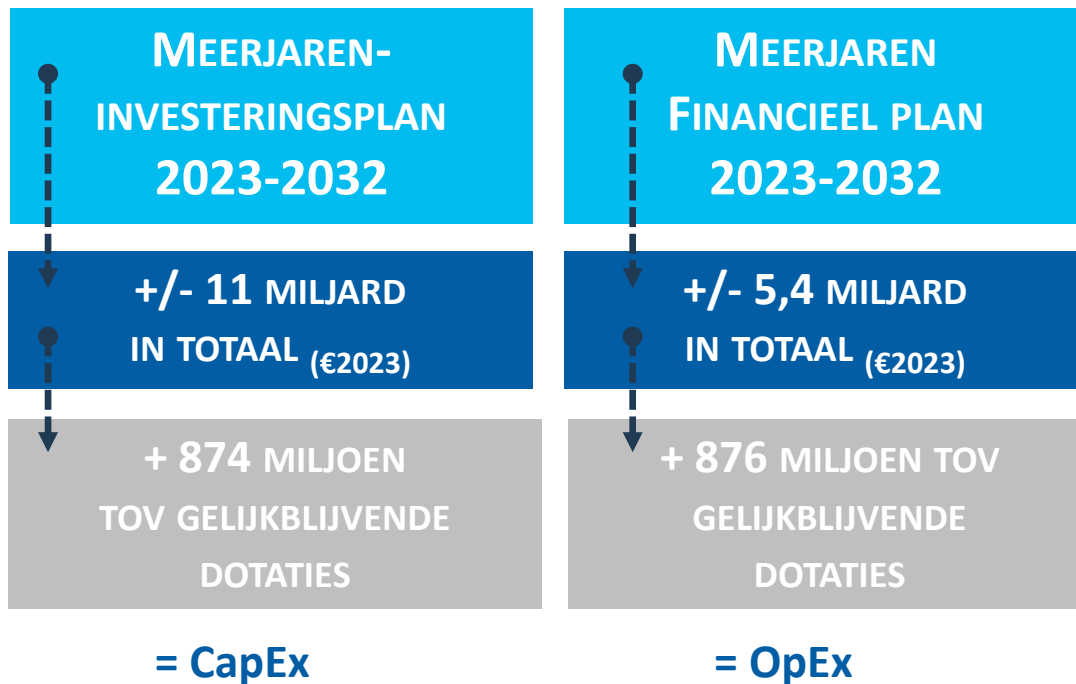 MEERJAREN-
INVESTERINGSPLAN
2023-2032
+/- 11 MILJARD
IN TOTAAL (€2023)
+ 874 MILJOEN
TOV GELIJKBLIJVENDE
DOTATIES
= CapEx
MEERJAREN
FINANCIEEL PLAN
2023-2032
+/- 5,4 MILJARD
IN TOTAAL (€2023)
+ 876 MILJOEN TOV
GELIJKBLIJVENDE
DOTATIES
= OpEx